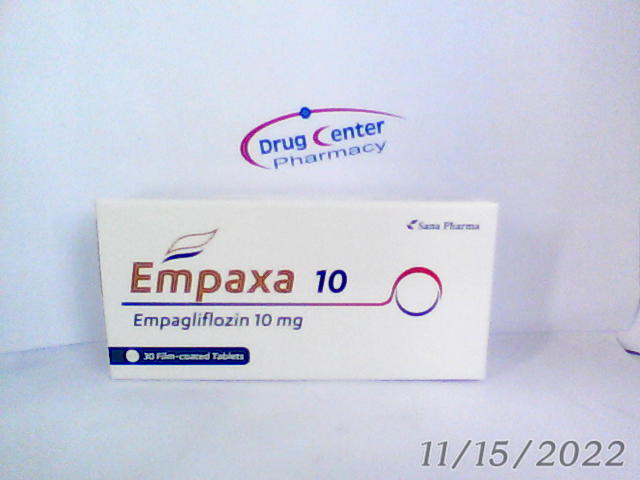 Drug Center
Pharmacy
Sana Pharma
Empaxa 10
Empagliflozin 10 mg
30 Film-coated Tablets
11/15/2022